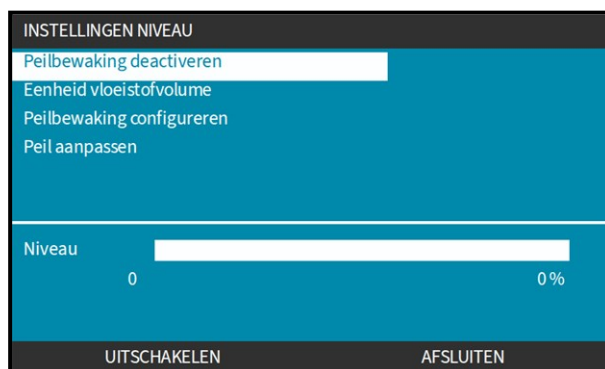 INSTELLINGEN NIVEAU
Peilbewaking deactiveren
Eenheid vloeistofvolume
Peilbewaking configureren
Peil aanpassen
Niveau
0 0 %
UITSCHAKELEN AFSLUITEN